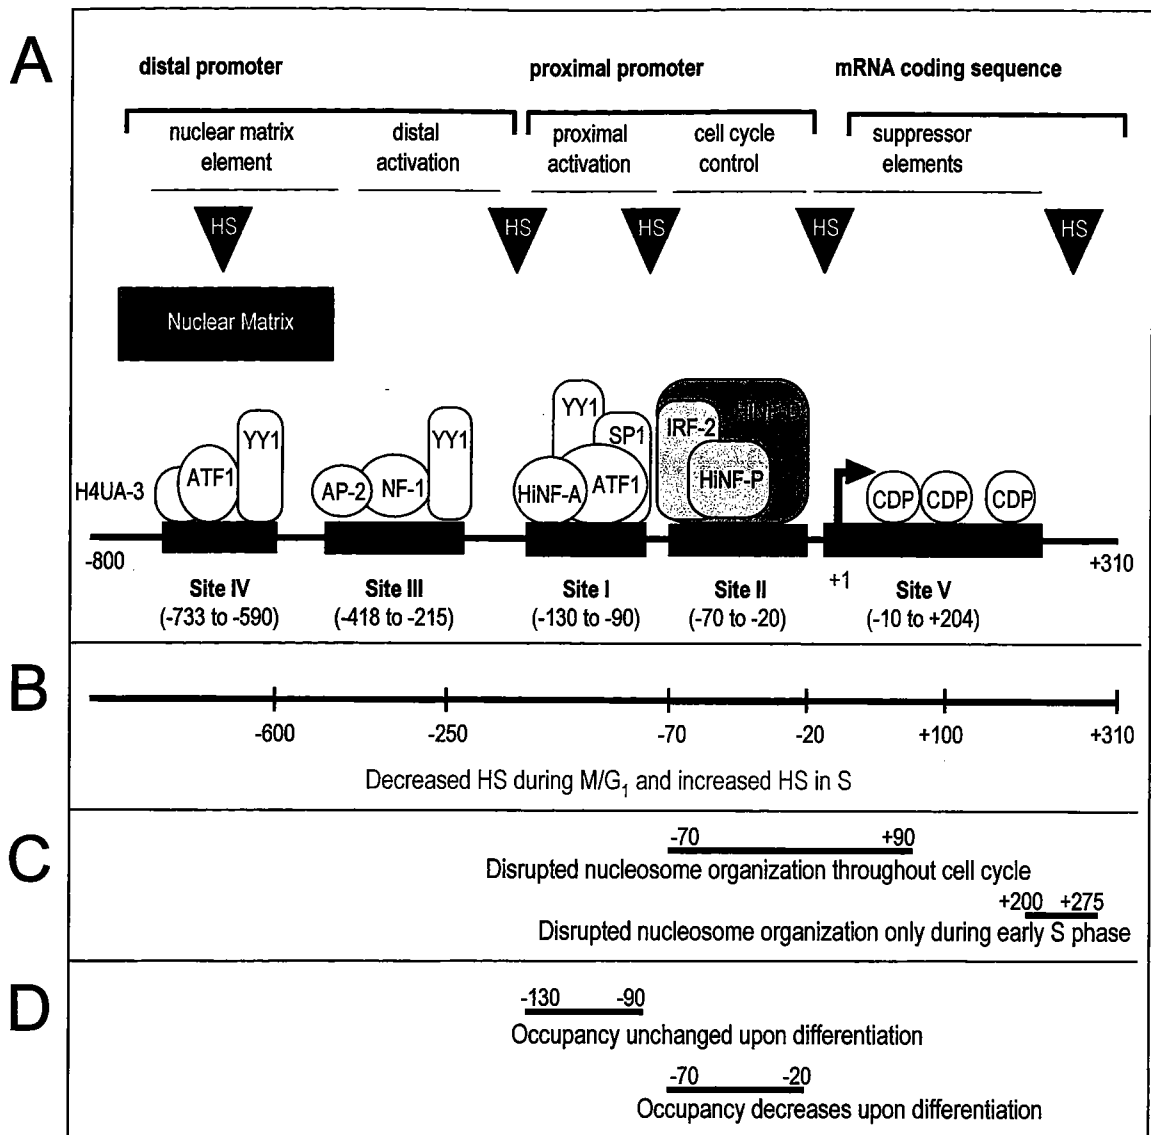 A
distal promoter
proximal promoter
mRNA coding sequence
nuclear matrix
element
distal
activation
proximal
activation
cell cycle
control
suppressor
elements
HS
HS
HS
HS
HS
Nuclear Matrix
H4UA-3
ATF1
YY1
AP-2
NF-1
YY1
YY1
SP1
HiNF-A
ATF1
IRF-2
HiNF-D
HiNF-P
CDP
CDP
CDP
-800
+1
+310
Site IV
(-733 to -590)
Site III
(-418 to -215)
Site I
(-130 to -90)
Site II
(-70 to -20)
Site V
(-10 to +204)
B
-600
-250
-70
-20
+100
+310
Decreased HS during M/G₁ and increased HS in S
C
-70
+90
Disrupted nucleosome organization throughout cell cycle
+200
+275
Disrupted nucleosome organization only during early S phase
D
-130
-90
Occupancy unchanged upon differentiation
-70
-20
Occupancy decreases upon differentiation